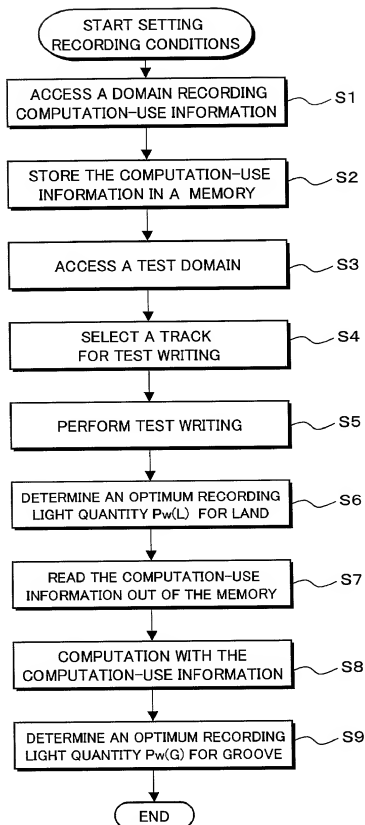 START SETTING
RECORDING CONDITIONS
ACCESS A DOMAIN RECORDING
COMPUTATION-USE INFORMATION
S1
STORE THE COMPUTATION-USE
INFORMATION IN A MEMORY
S2
ACCESS A TEST DOMAIN
S3
SELECT A TRACK
FOR TEST WRITING
S4
PERFORM TEST WRITING
S5
DETERMINE AN OPTIMUM RECORDING
LIGHT QUANTITY Pw(L) FOR LAND
S6
READ THE COMPUTATION-USE
INFORMATION OUT OF THE MEMORY
S7
COMPUTATION WITH THE
COMPUTATION-USE INFORMATION
S8
DETERMINE AN OPTIMUM RECORDING
LIGHT QUANTITY Pw(G) FOR GROOVE
S9
END